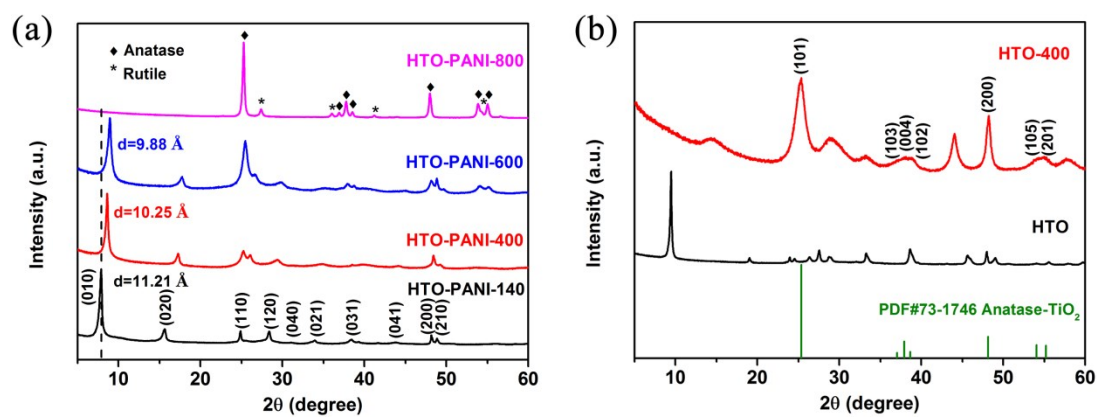 (a)
◆ Anatase
* Rutile
HTO-PANI-800
d=9.88 Å
HTO-PANI-600
d=10.25 Å
HTO-PANI-400
d=11.21 Å
HTO-PANI-140
(010)
(020)
(110)
(120)
(040)
(021)
(031)
(041)
(200)
(210)
Intensity (a.u.)
10 20 30 40 50 60
2θ (degree)
(b)
HTO-400
(101)
(103)
(004)
(102)
(200)
(105)
(201)
HTO
PDF#73-1746 Anatase-TiO₂
Intensity (a.u.)
10 20 30 40 50 60
2θ (degree)